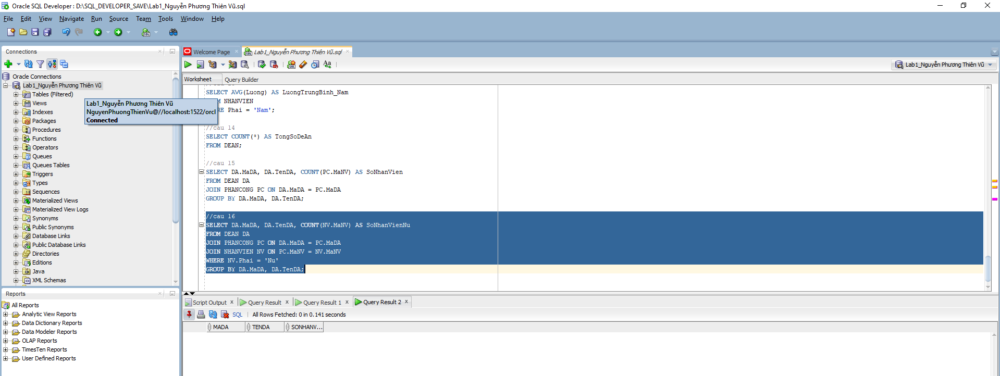 Oracle SQL Developer : D:\SQL_DEVELOPER_SAVE\Lab1_Nguyễn Phương Thiên Vũ.sql
File Edit View Navigate Run Source Team Tools Window Help
Connections
Oracle Connections
Lab1_Nguyễn Phương Thiên Vũ
Tables (Filtered)
Views
Indexes
Packages
Procedures
Functions
Operators
Queues
Queues Tables
Triggers
Types
Sequences
Materialized Views
Materialized View Logs
Synonyms
Public Synonyms
Database Links
Public Database Links
Directories
Editions
Java
XML Schemas
Lab1_Nguyễn Phương Thiên Vũ
NguyenPhuongThienVu@//localhost:1522/orcl
Connected
Reports
All Reports
Analytic View Reports
Data Dictionary Reports
Data Modeler Reports
OLAP Reports
TimesTen Reports
User Defined Reports
Welcome Page
Lab1_Nguyễn Phương Thiên Vũ.sql
Lab1_Nguyễn Phương Thiên Vũ
Worksheet Query Builder
SELECT AVG(Luong) AS LuongTrungBinh_Nam
M NHANVIEN
RE Phai = 'Nam';
//cau 14
SELECT COUNT(*) AS TongSoDeAn
FROM DEAN;
//cau 15
SELECT DA.MaDA, DA.TenDA, COUNT(PC.MaNV) AS SoNhanVien
FROM DEAN DA
JOIN PHANCONG PC ON DA.MaDA = PC.MaDA
GROUP BY DA.MaDA, DA.TenDA;
//cau 16
SELECT DA.MaDA, DA.TenDA, COUNT(NV.MaNV) AS SoNhanVienNu
FROM DEAN DA
JOIN PHANCONG PC ON DA.MaDA = PC.MaDA
JOIN NHANVIEN NV ON PC.MaNV = NV.MaNV
WHERE NV.Phai = 'Nu'
GROUP BY DA.MaDA, DA.TenDA;
Script Output Query Result Query Result 1 Query Result 2
SQL All Rows Fetched: 0 in 0.141 seconds
MADA TENDA SONHANV...